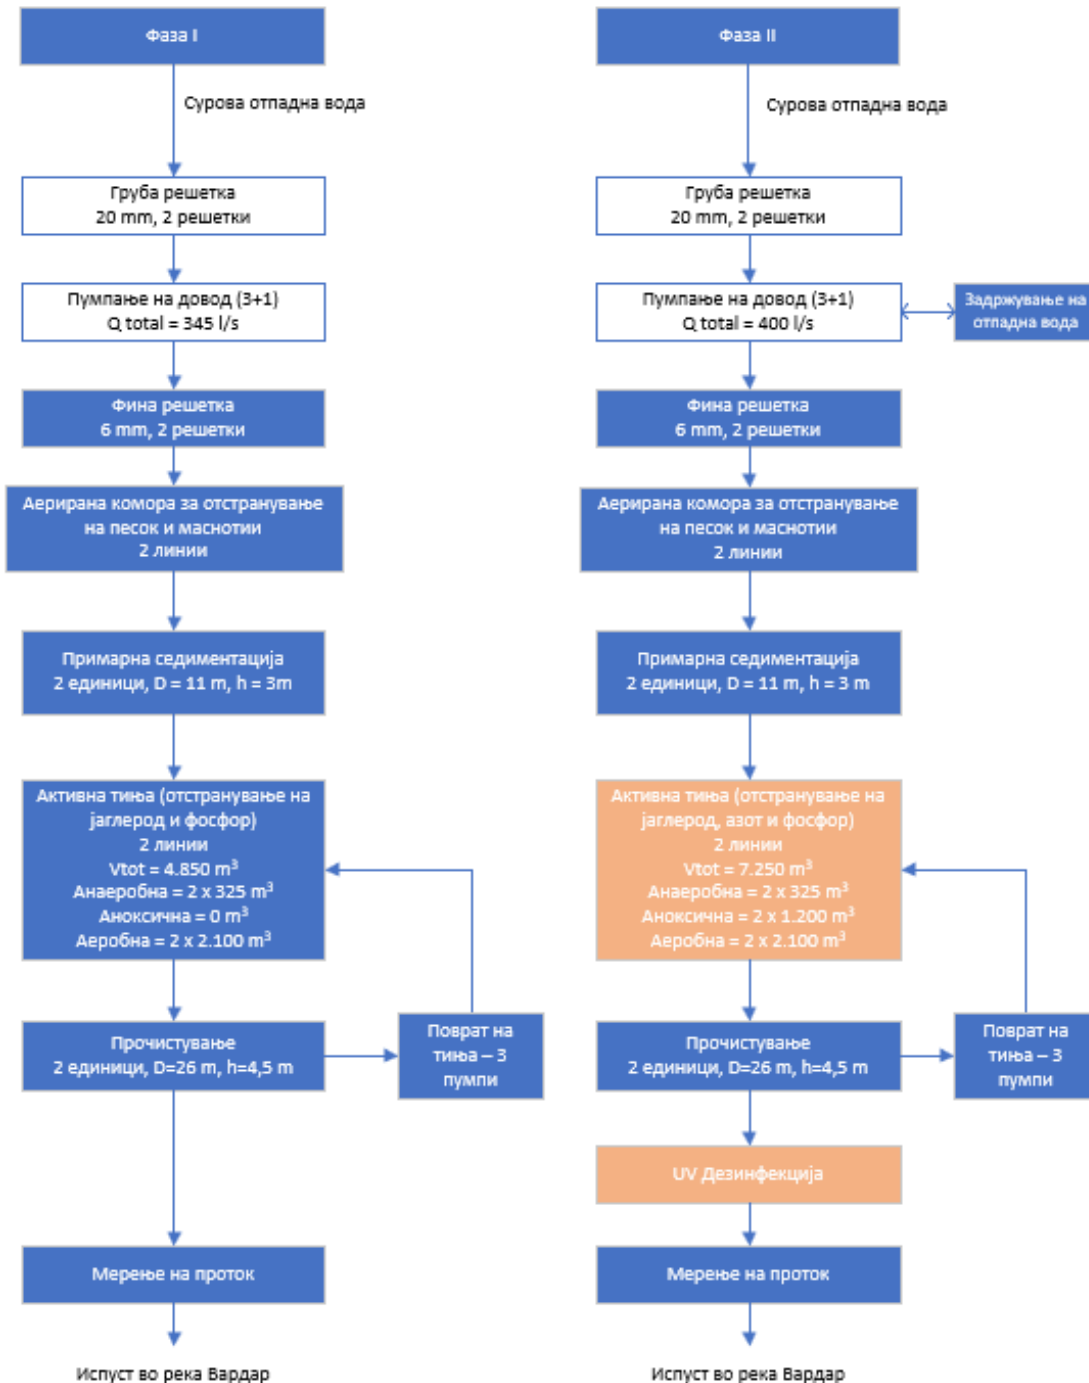 Фаза I
Сурова отпадна вода
Груба решетка
20 mm, 2 решетки
Пумпање на довод (3+1)
Q total = 345 l/s
Фина решетка
6 mm, 2 решетки
Аерирана комора за отстранување
на песок и маснотии
2 линии
Примарна седиментација
2 единици, D = 11 m, h = 3m
Активна тиња (отстранување на
јаглерод и фосфор)
2 линии
Vtot = 4.850 m³
Анаеробна = 2 x 325 m³
Аноксична = 0 m³
Аеробна = 2 x 2.100 m³
Прочистување
2 единици, D=26 m, h=4,5 m
Поврат на
тиња – 3
пумпи
Мерење на проток
Испуст во река Вардар
Фаза II
Сурова отпадна вода
Груба решетка
20 mm, 2 решетки
Пумпање на довод (3+1)
Q total = 400 l/s
Задржување на
отпадна вода
Фина решетка
6 mm, 2 решетки
Аерирана комора за отстранување
на песок и маснотии
2 линии
Примарна седиментација
2 единици, D = 11 m, h = 3 m
Активна тиња (отстранување на
јаглерод, азот и фосфор)
2 линии
Vtot = 7.250 m³
Анаеробна = 2 x 325 m³
Аноксична = 2 x 1.200 m³
Аеробна = 2 x 2.100 m³
Прочистување
2 единици, D=26 m, h=4,5 m
Поврат на
тиња – 3
пумпи
UV Дезинфекција
Мерење на проток
Испуст во река Вардар